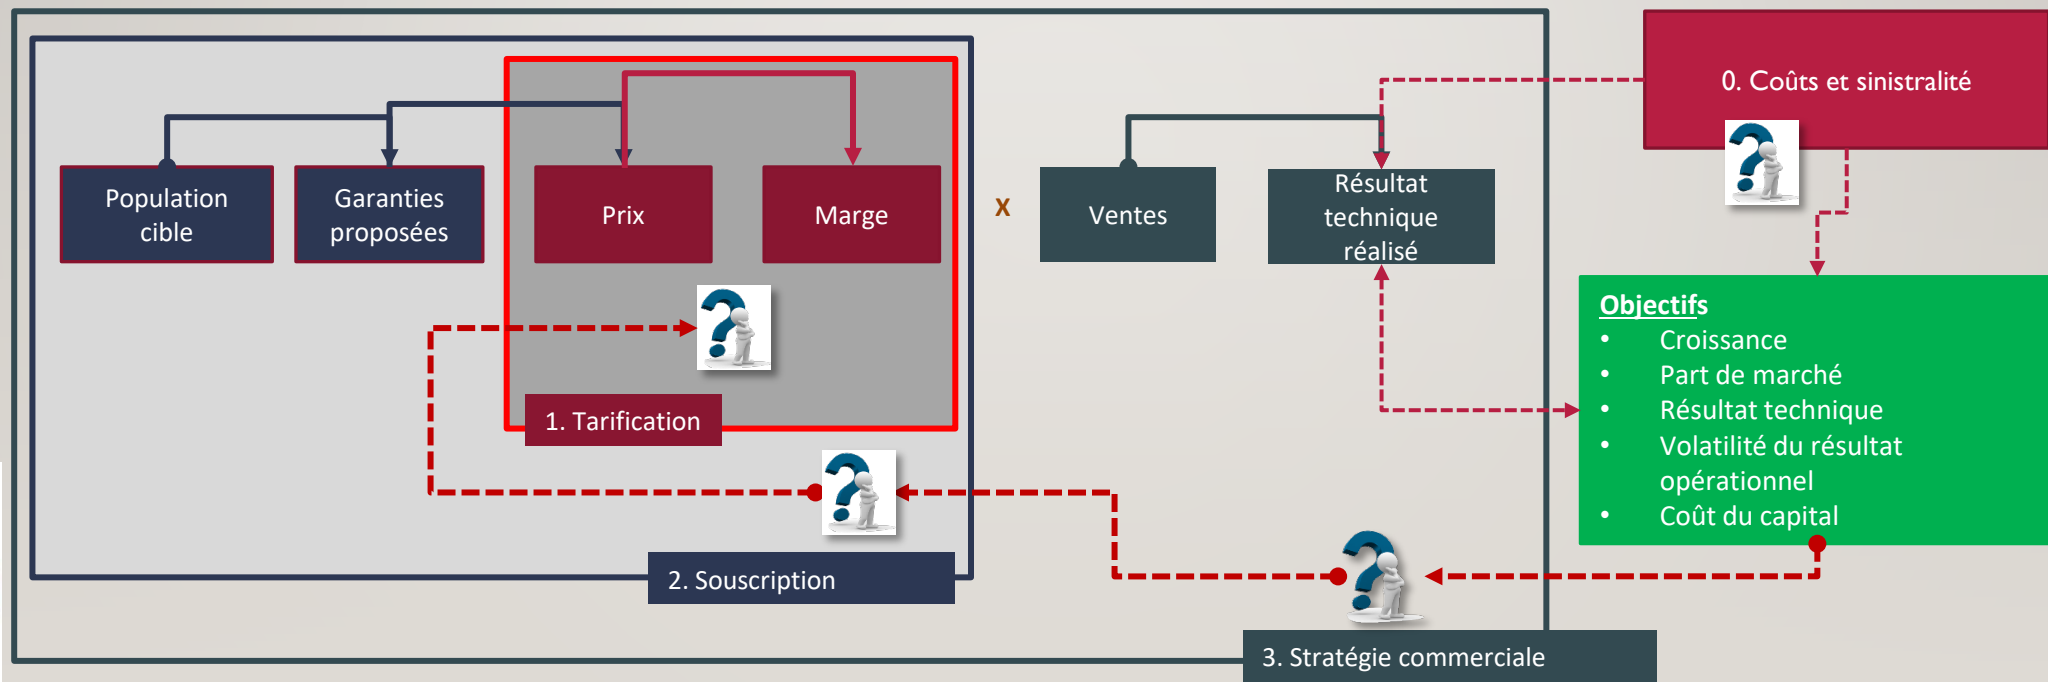 0. Coûts et sinistralité
Population
cible
Garanties
proposées
Prix
Marge
X
Ventes
Résultat
technique
réalisé
Objectifs
• Croissance
• Part de marché
• Résultat technique
• Volatilité du résultat
opérationnel
• Coût du capital
1. Tarification
2. Souscription
3. Stratégie commerciale